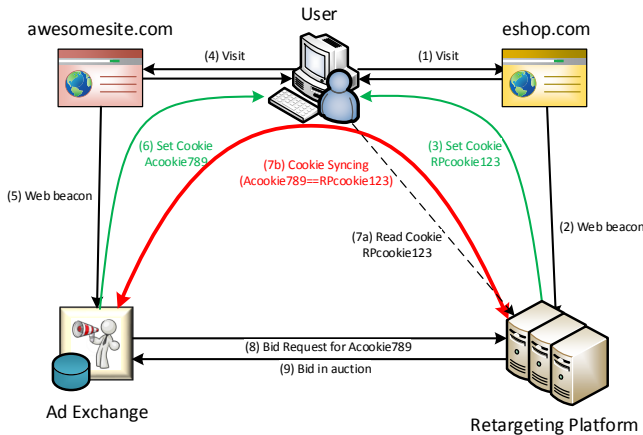 User
awesomesite.com
eshop.com
(4) Visit
(1) Visit
(6) Set Cookie
Acookie789
(3) Set Cookie
RPcookie123
(7b) Cookie Syncing
(Acookie789==RPcookie123)
(5) Web beacon
(2) Web beacon
(7a) Read Cookie
RPcookie123
(8) Bid Request for Acookie789
(9) Bid in auction
Ad Exchange
Retargeting Platform